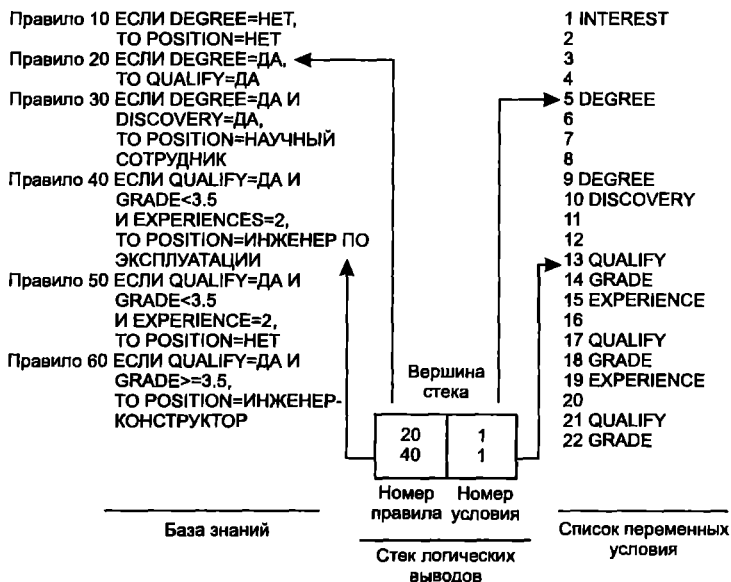 Правило 10 ЕСЛИ DEGREE=НЕТ,
ТО POSITION=НЕТ
Правило 20 ЕСЛИ DEGREE=ДА,
ТО QUALIFY=ДА
Правило 30 ЕСЛИ DEGREE=ДА И
DISCOVERY=ДА,
ТО POSITION=НАУЧНЫЙ
СОТРУДНИК
Правило 40 ЕСЛИ QUALIFY=ДА И
GRADE<3.5
И EXPERIENCES=2,
ТО POSITION=ИНЖЕНЕР ПО
ЭКСПЛУАТАЦИИ
Правило 50 ЕСЛИ QUALIFY=ДА И
GRADE<3.5
И EXPERIENCE=2,
ТО POSITION=НЕТ
Правило 60 ЕСЛИ QUALIFY=ДА И
GRADE>=3.5,
ТО POSITION=ИНЖЕНЕР-
КОНСТРУКТОР
База знаний
Вершина
стека
20 1
40 1
Номер правила
Номер условия
Стек логических
выводов
1 INTEREST
2
3
4
5 DEGREE
6
7
8
9 DEGREE
10 DISCOVERY
11
12
13 QUALIFY
14 GRADE
15 EXPERIENCE
16
17 QUALIFY
18 GRADE
19 EXPERIENCE
20
21 QUALIFY
22 GRADE
Список переменных
условия